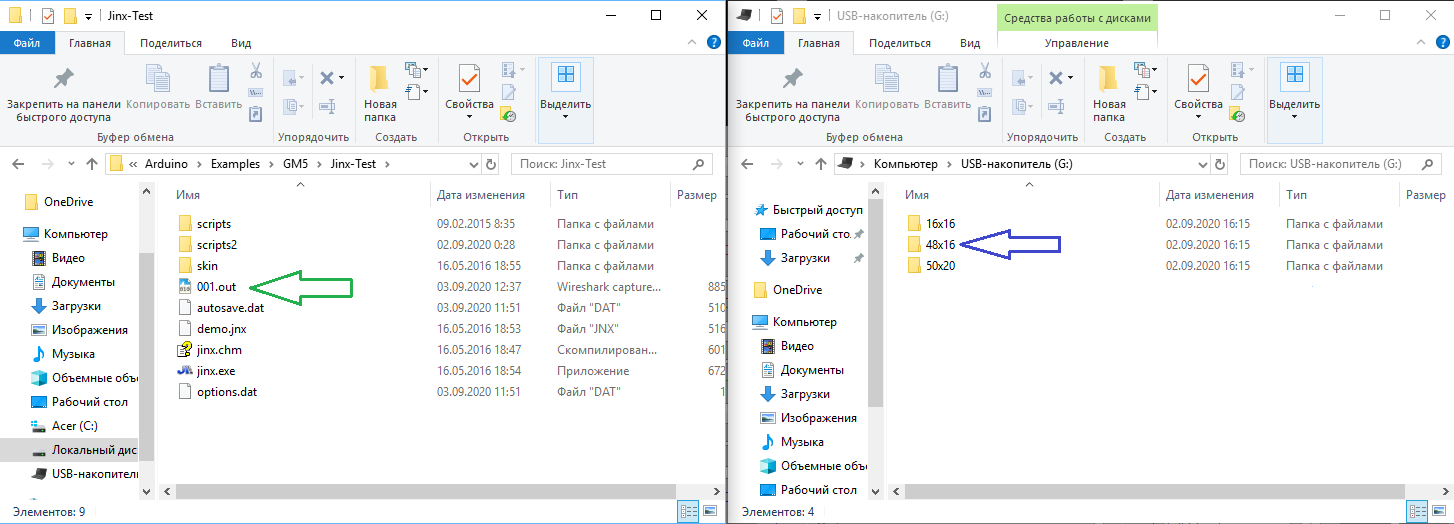 Jinx-Test
Файл Главная Поделиться Вид
Закрепить на панели
быстрого доступа
Копировать
Вставить
Новая
папка
Свойства
Выделить
Буфер обмена Упорядочить Создать Открыть
« Arduino > Examples > GM5 > Jinx-Test >
Поиск: Jinx-Test
OneDrive
Компьютер
Видео
Документы
Загрузки
Изображения
Музыка
Объемные объе
Рабочий стол
Acer (C:)
Локальный дис
USB-накопитель
Имя Дата изменения Тип Размер
scripts 09.02.2015 8:35 Папка с файлами
scripts2 02.09.2020 0:28 Папка с файлами
skin 16.05.2016 18:55 Папка с файлами
001.out 03.09.2020 12:37 Wireshark capture... 885
autosave.dat 03.09.2020 11:51 Файл "DAT" 510
demo.jnx 16.05.2016 18:53 Файл "JNX" 516
jinx.chm 16.05.2016 18:47 Скомпилирован... 601
jinx.exe 16.05.2016 18:54 Приложение 672
options.dat 03.09.2020 11:51 Файл "DAT" 1
Элементов: 9
USB-накопитель (G:)
Средства работы с дисками
Файл Главная Поделиться Вид Управление
Закрепить на панели
быстрого доступа
Копировать
Вставить
Новая
папка
Свойства
Выделить
Буфер обмена Упорядочить Создать Открыть
> Компьютер > USB-накопитель (G:)
Поиск: USB-накопитель (G:)
Быстрый доступ
Рабочий сто.
Загрузки
OneDrive
Компьютер
Видео
Документы
Загрузки
Изображения
Музыка
Объемные объе
Рабочий стол
Имя Дата изменения Тип Размер
16x16 02.09.2020 16:15 Папка с файлами
48x16 02.09.2020 16:15 Папка с файлами
50x20 02.09.2020 16:15 Папка с файлами
Элементов: 4